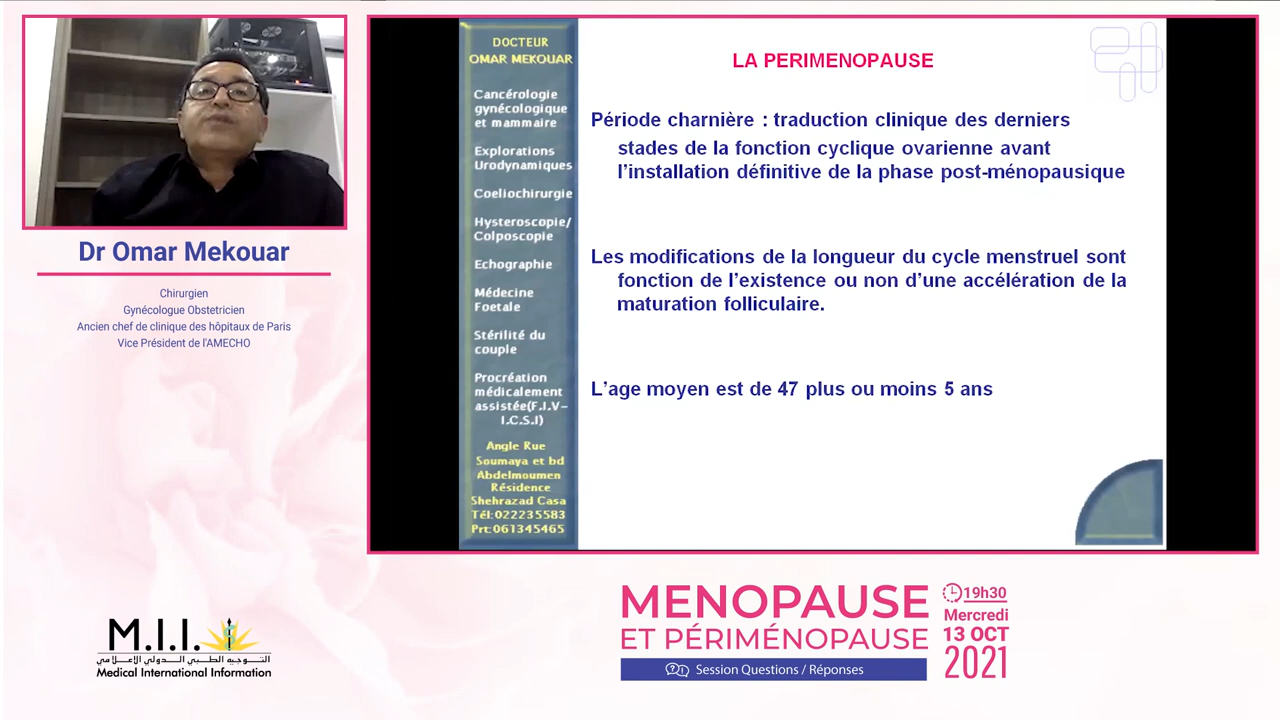 Dr Omar Mekouar
Chirurgien
Gynécologue Obstetricien
Ancien chef de clinique des hôpitaux de Paris
Vice Président de l'AMECHO
M.I.I.
التـوجيه الطـبـي الـدولي الإعـلامي
Medical International Information
DOCTEUR
OMAR MEKOUAR
Cancérologie
gynécologique
et mammaire
Explorations
Urodynamiques
Coeliochirurgie
Hysteroscopie/
Colposcopie
Echographie
Médecine
Foetale
Stérilité du
couple
Procréation
médicalement
assistée(F.I.V-
I.C.S.I)
Angle Rue
Soumaya et bd
Abdelmoumen
Résidence
Shehrazad Casa
Tél:022235583
Prt:061345465
LA PERIMENOPAUSE
Période charnière : traduction clinique des derniers
stades de la fonction cyclique ovarienne avant
l’installation définitive de la phase post-ménopausique
Les modifications de la longueur du cycle menstruel sont
fonction de l’existence ou non d’une accélération de la
maturation folliculaire.
L’age moyen est de 47 plus ou moins 5 ans
MENOPAUSE
ET PÉRIMÉNOPAUSE
Session Questions / Réponses
19h30
Mercredi
13 OCT
2021